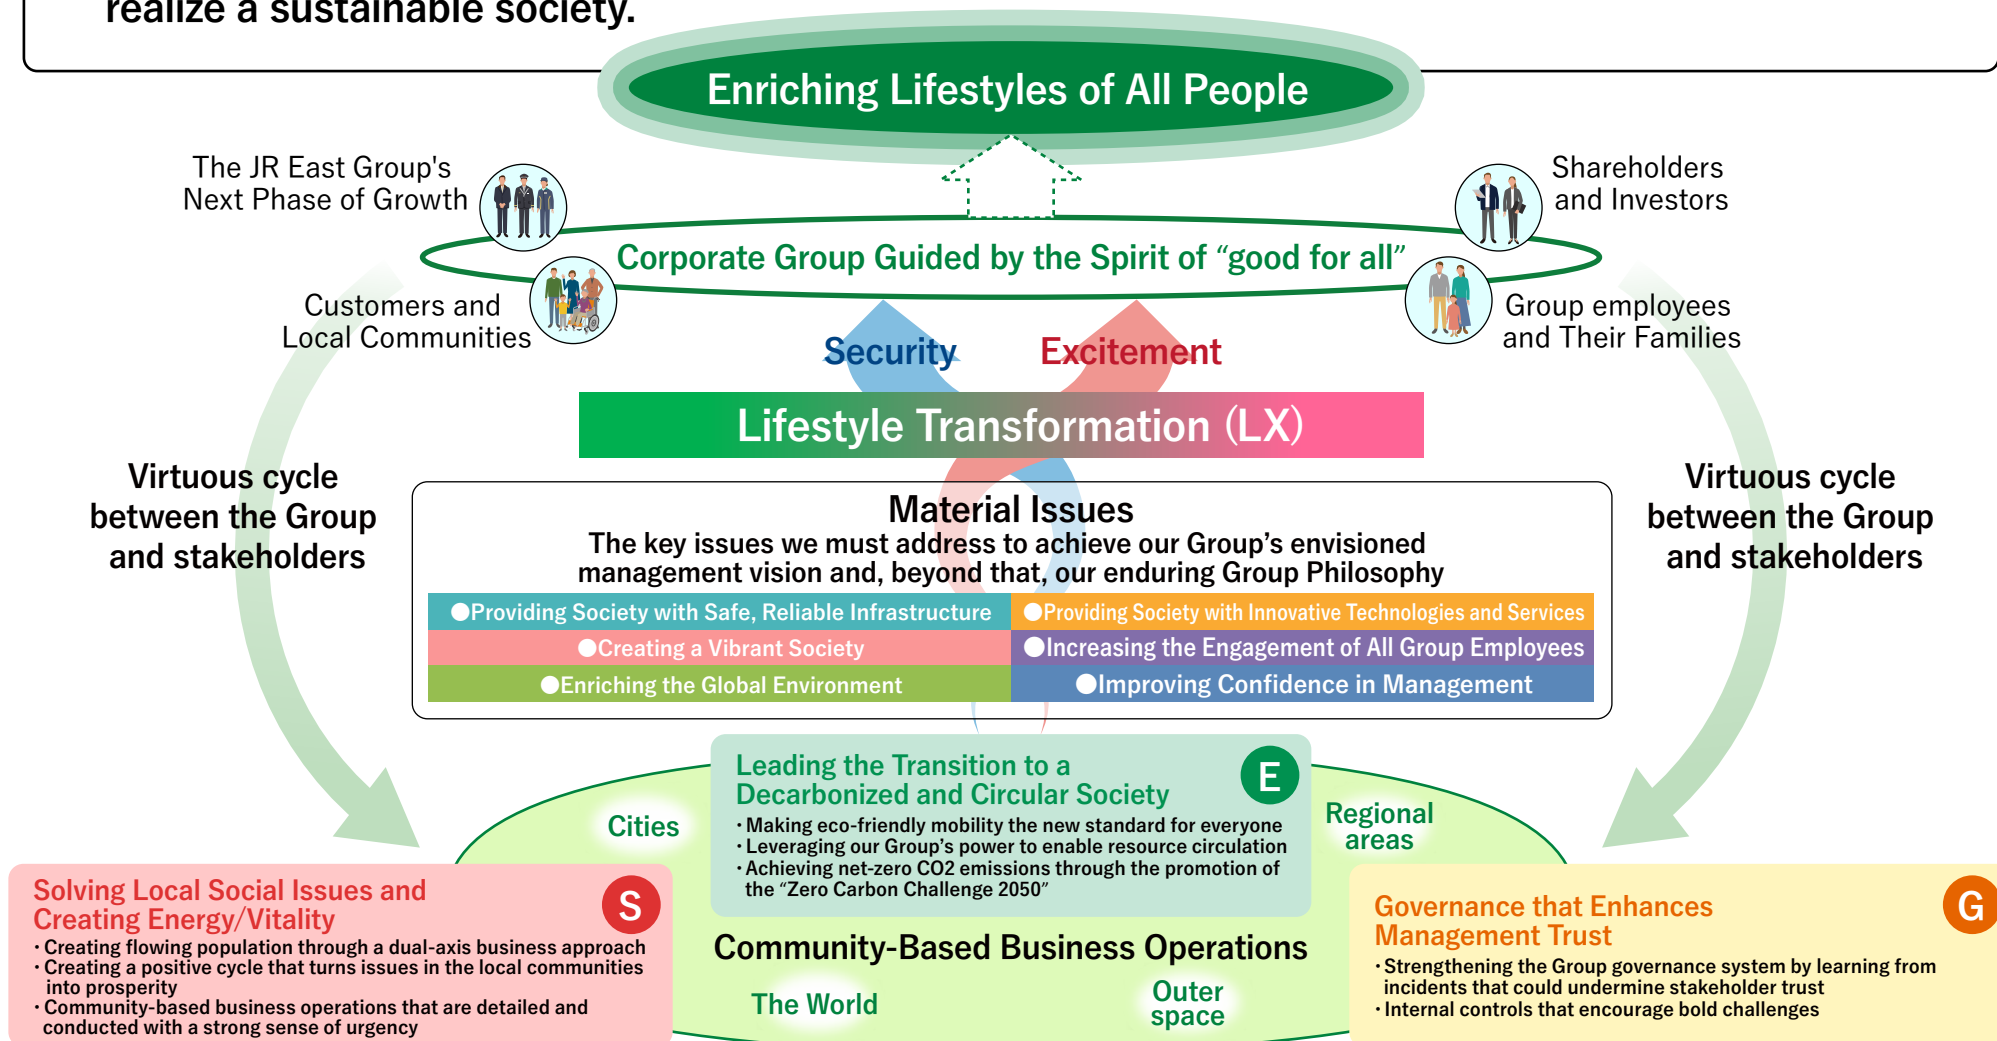 realize a sustainable society.
Enriching Lifestyles of All People
The JR East Group's
Next Phase of Growth
Shareholders
and Investors
Corporate Group Guided by the Spirit of “good for all”
Customers and
Local Communities
Group employees
and Their Families
Security
Excitement
Lifestyle Transformation (LX)
Virtuous cycle
between the Group
and stakeholders
Virtuous cycle
between the Group
and stakeholders
Material Issues
The key issues we must address to achieve our Group’s envisioned
management vision and, beyond that, our enduring Group Philosophy
●Providing Society with Safe, Reliable Infrastructure
●Providing Society with Innovative Technologies and Services
●Creating a Vibrant Society
●Increasing the Engagement of All Group Employees
●Enriching the Global Environment
●Improving Confidence in Management
Leading the Transition to a
Decarbonized and Circular Society
E
・Making eco-friendly mobility the new standard for everyone
・Leveraging our Group’s power to enable resource circulation
・Achieving net-zero CO2 emissions through the promotion of
the “Zero Carbon Challenge 2050”
Cities
Regional
areas
Solving Local Social Issues and
Creating Energy/Vitality
S
・Creating flowing population through a dual-axis business approach
・Creating a positive cycle that turns issues in the local communities
into prosperity
・Community-based business operations that are detailed and
conducted with a strong sense of urgency
Community-Based Business Operations
The World
Outer
space
Governance that Enhances
Management Trust
G
・Strengthening the Group governance system by learning from
incidents that could undermine stakeholder trust
・Internal controls that encourage bold challenges